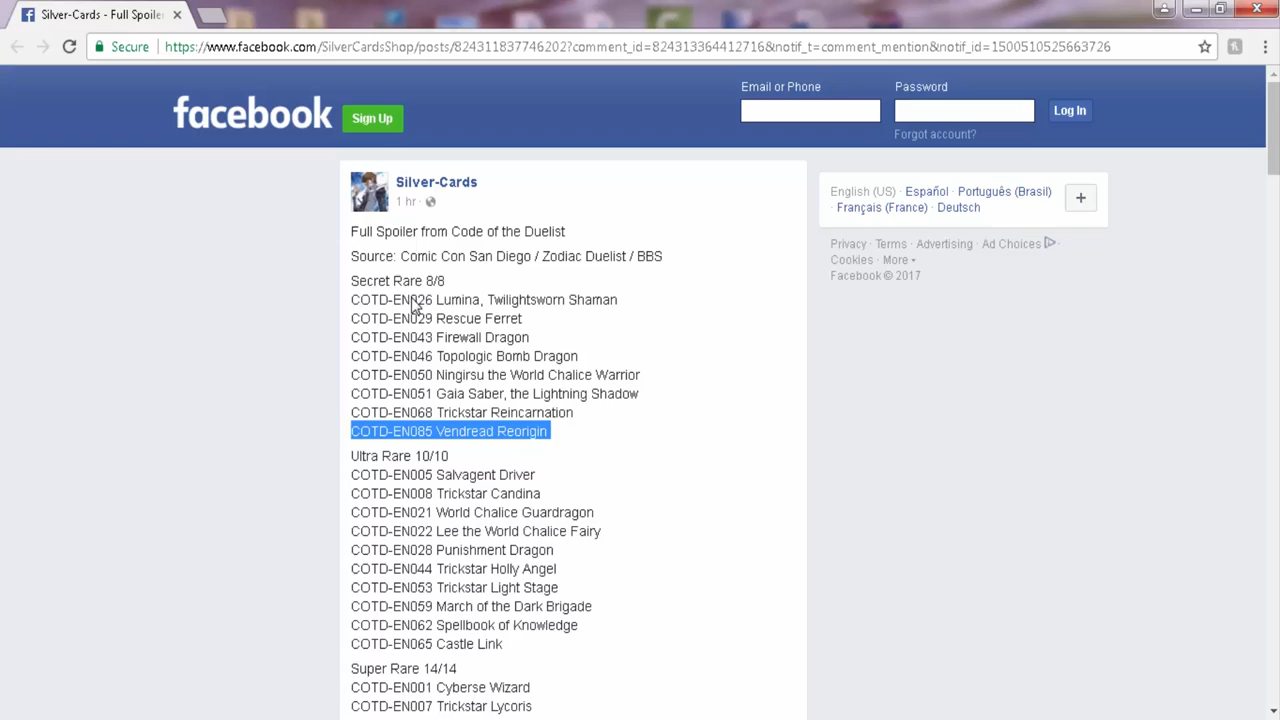 Silver-Cards - Full Spoiler
Secure https://www.facebook.com/SilverCardsShop/posts/824311837746202?comment_id=824313364412716&notif_t=comment_mention&notif_id=1500510525663726
Email or Phone
Password
facebook
Sign Up
Log In
Forgot account?
Silver-Cards
1 hr ·
Full Spoiler from Code of the Duelist
Source: Comic Con San Diego / Zodiac Duelist / BBS
Secret Rare 8/8
COTD-EN026 Lumina, Twilightsworn Shaman
COTD-EN029 Rescue Ferret
COTD-EN043 Firewall Dragon
COTD-EN046 Topologic Bomb Dragon
COTD-EN050 Ningirsu the World Chalice Warrior
COTD-EN051 Gaia Saber, the Lightning Shadow
COTD-EN068 Trickstar Reincarnation
COTD-EN085 Vendread Reorigin
Ultra Rare 10/10
COTD-EN005 Salvagent Driver
COTD-EN008 Trickstar Candina
COTD-EN021 World Chalice Guardragon
COTD-EN022 Lee the World Chalice Fairy
COTD-EN028 Punishment Dragon
COTD-EN044 Trickstar Holly Angel
COTD-EN053 Trickstar Light Stage
COTD-EN059 March of the Dark Brigade
COTD-EN062 Spellbook of Knowledge
COTD-EN065 Castle Link
Super Rare 14/14
COTD-EN001 Cyberse Wizard
COTD-EN007 Trickstar Lycoris
English (US) · Español · Português (Brasil)
· Français (France) · Deutsch
Privacy · Terms · Advertising · Ad Choices ·
Cookies · More
Facebook © 2017